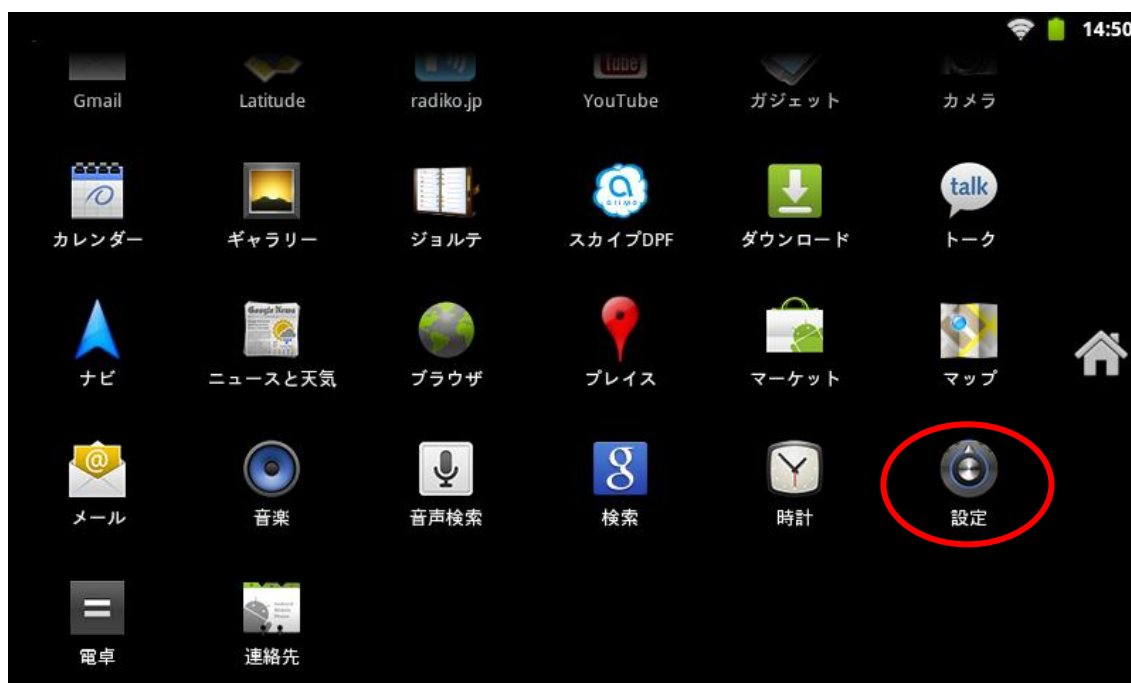 14:50
Tube
Gmail
Latitude
radiko.jp
YouTube
ガジェット
カメラ
talk
カレンダー
ギャラリー
ジョルテ
スカイプDPF
ダウンロード
トーク
Google News
ナビ
ニュースと天気
ブラウザ
プレイス
マーケット
マップ
@
g
メール
音楽
音声検索
検索
時計
設定
=
電卓
連絡先